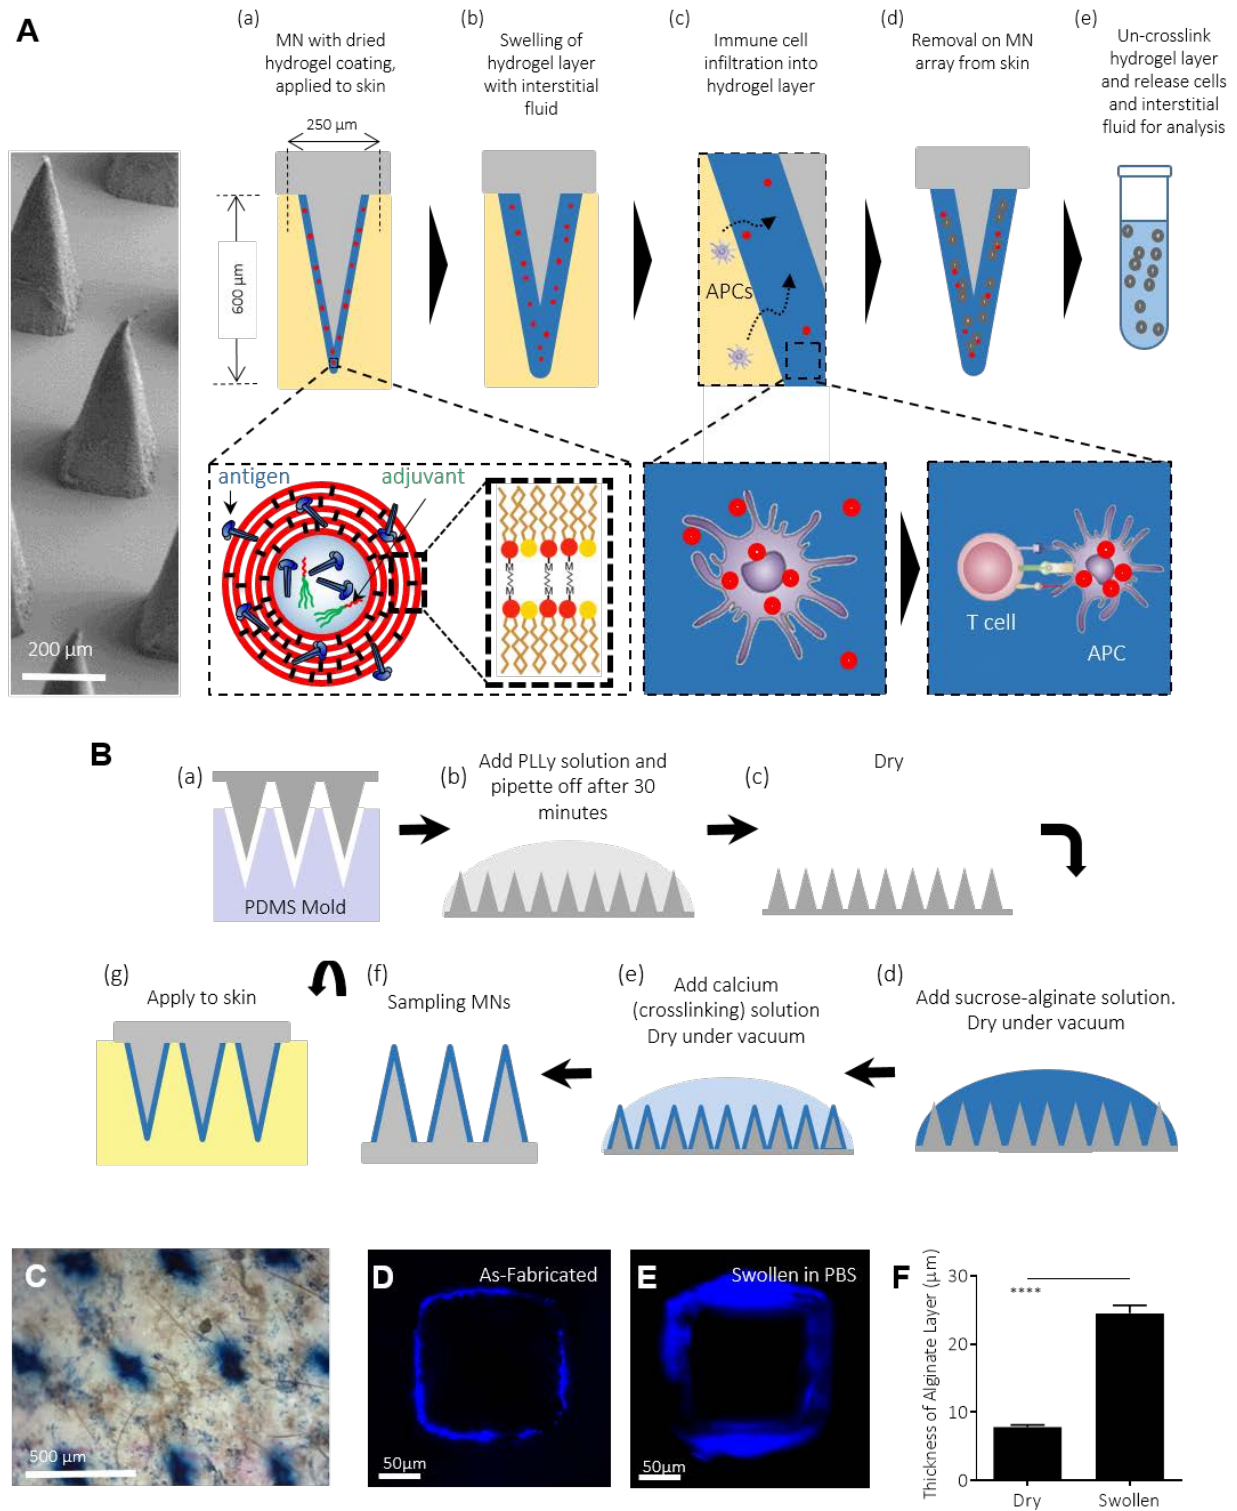 A
(a)
MN with dried
hydrogel coating,
applied to skin
(b)
Swelling of
hydrogel layer
with interstitial
fluid
(c)
Immune cell
infiltration into
hydrogel layer
(d)
Removal on MN
array from skin
(e)
Un-crosslink
hydrogel layer
and release cells
and interstitial
fluid for analysis
250 µm
600 µm
APCs
200 µm
antigen
adjuvant
M M M
M M M
T cell
APC
B
(a)
PDMS Mold
(b)
Add PLLy solution and
pipette off after 30
minutes
(c)
Dry
(g)
Apply to skin
(f)
Sampling MNs
(e)
Add calcium
(crosslinking) solution
Dry under vacuum
(d)
Add sucrose-alginate solution.
Dry under vacuum
C
500 µm
D
As-Fabricated
50µm
E
Swollen in PBS
50µm
F
Thickness of Alginate Layer (µm)
30
20
10
0
****
Dry
Swollen